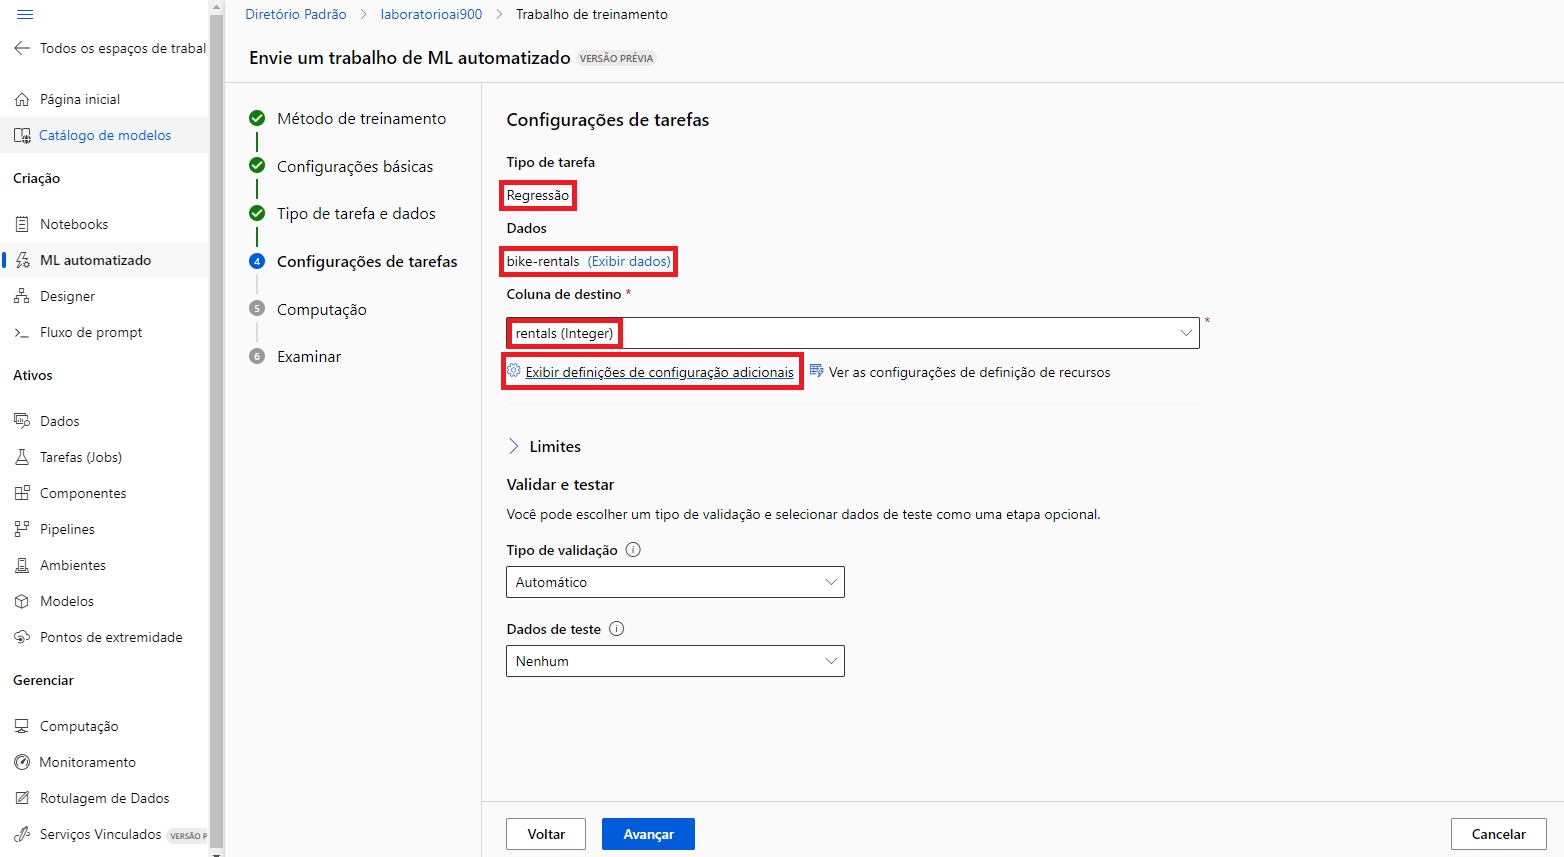 Todos os espaços de trabal
Página inicial
Catálogo de modelos
Criação
Notebooks
ML automatizado
Designer
Fluxo de prompt
Ativos
Dados
Tarefas (Jobs)
Componentes
Pipelines
Ambientes
Modelos
Pontos de extremidade
Gerenciar
Computação
Monitoramento
Rotulagem de Dados
Serviços Vinculados VERSÃO P
Diretório Padrão > laboratorioai900 > Trabalho de treinamento
Envie um trabalho de ML automatizado VERSÃO PRÉVIA
Método de treinamento
Configurações básicas
Tipo de tarefa e dados
4 Configurações de tarefas
5 Computação
6 Examinar
Configurações de tarefas
Tipo de tarefa
Regressão
Dados
bike-rentals (Exibir dados)
Coluna de destino *
rentals (Integer) *
Exibir definições de configuração adicionais Ver as configurações de definição de recursos
Limites
Validar e testar
Você pode escolher um tipo de validação e selecionar dados de teste como uma etapa opcional.
Tipo de validação
Automático
Dados de teste
Nenhum
Voltar Avançar Cancelar